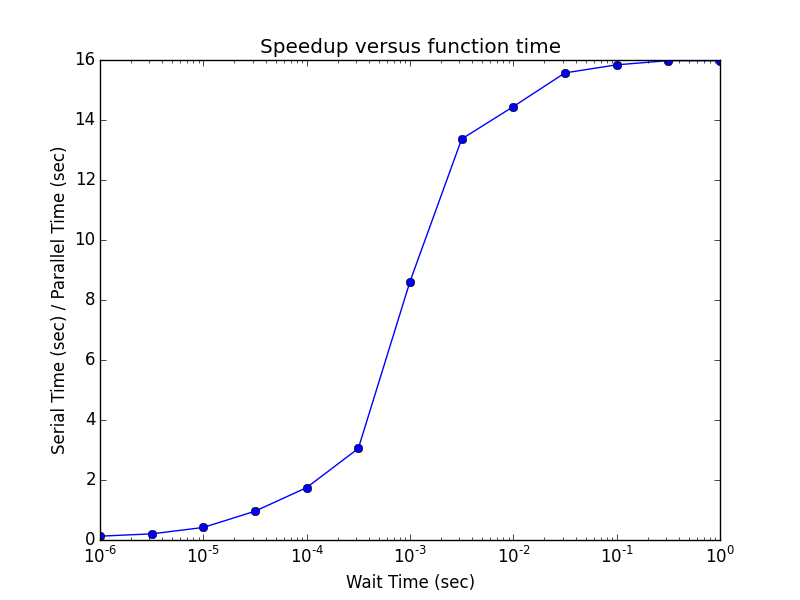 Speedup versus function time
Serial Time (sec) / Parallel Time (sec)
16
14
12
10
8
6
4
2
0
10^-6 10^-5 10^-4 10^-3 10^-2 10^-1 10^0
Wait Time (sec)